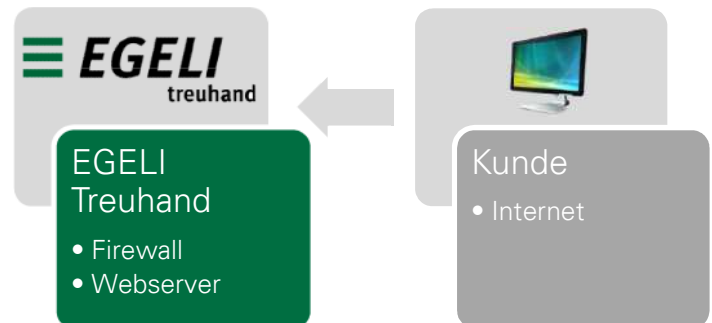 EGELI
treuhand
EGELI
Treuhand
• Firewall
• Webserver
Kunde
• Internet